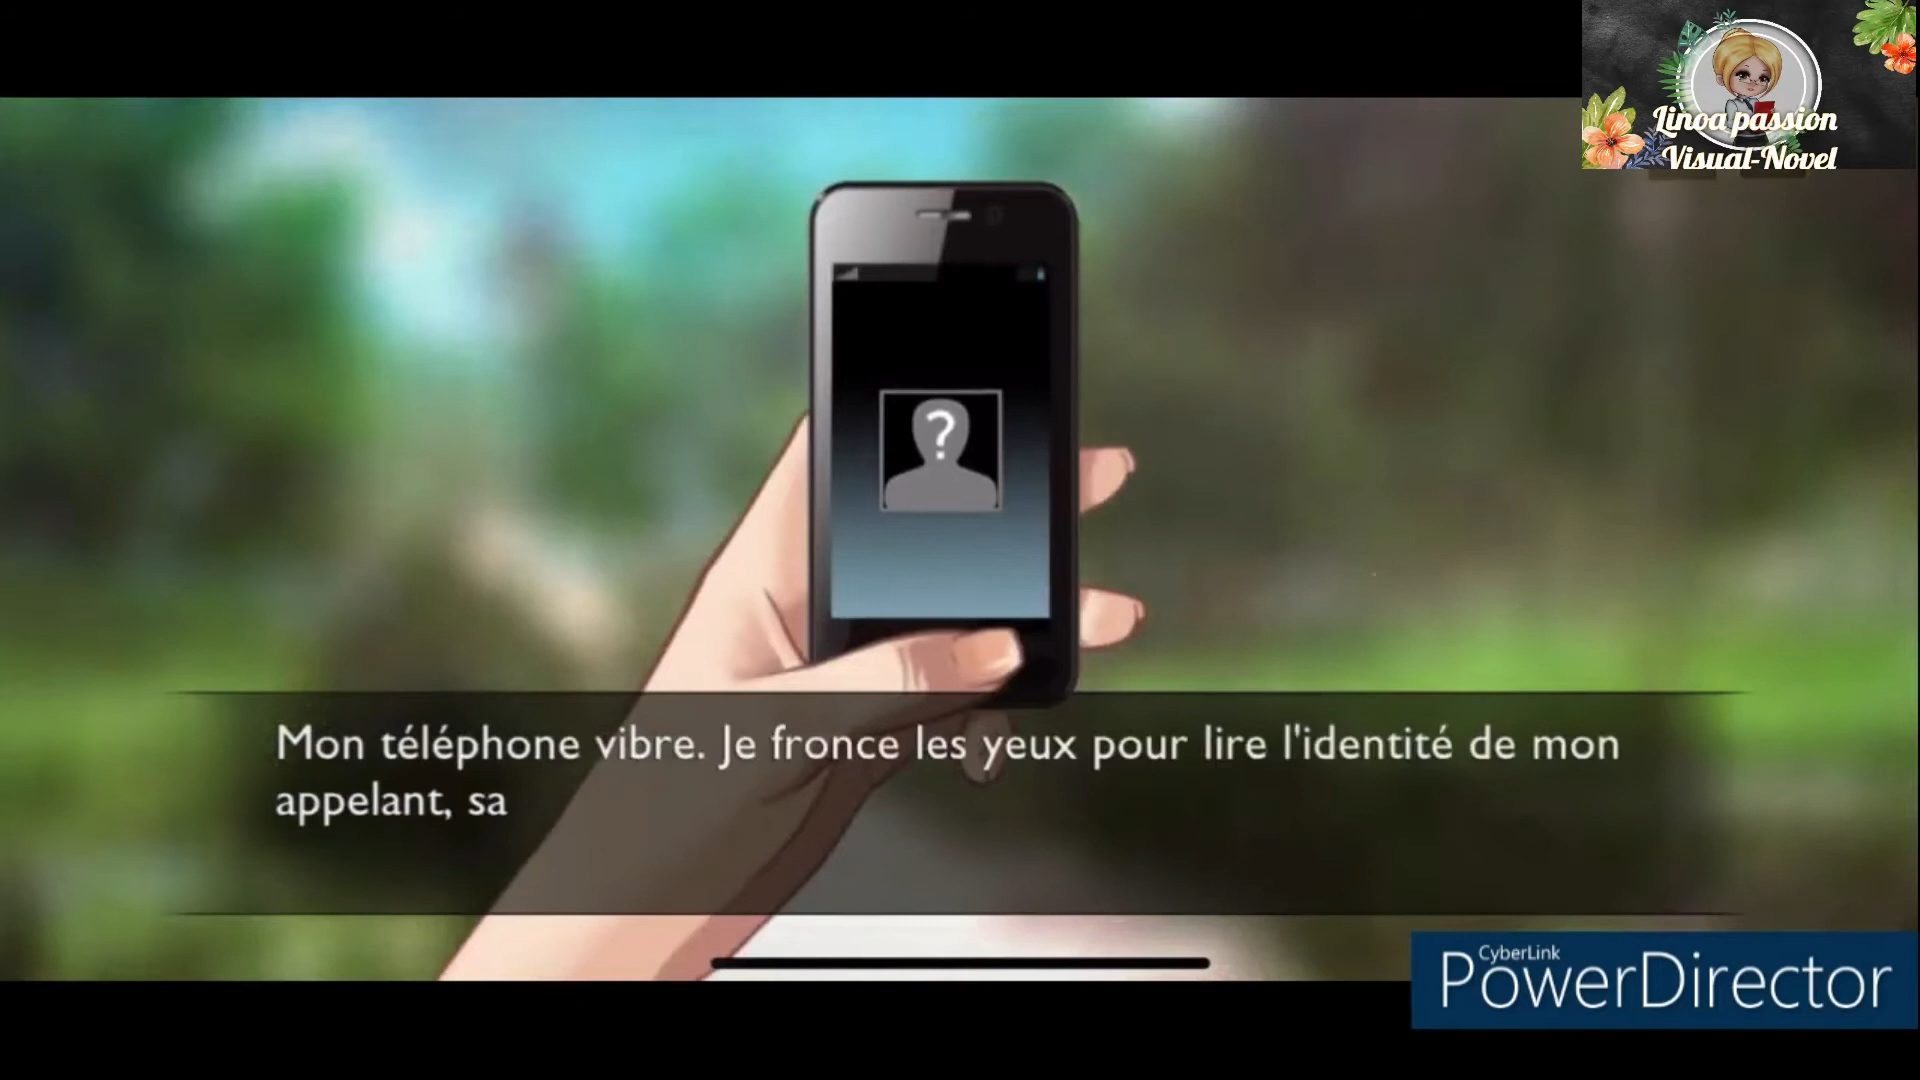 Linoa passion
Visual-Novel
?
Mon téléphone vibre. Je fronce les yeux pour lire l'identité de mon
appelant, sa
CyberLink
PowerDirector